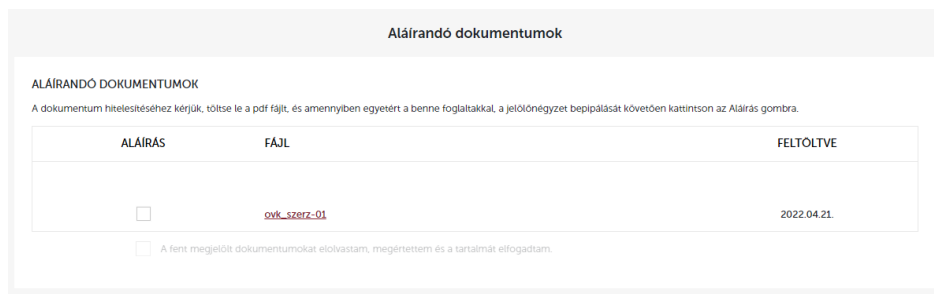 Aláírandó dokumentumok
ALÁÍRANDÓ DOKUMENTUMOK
A dokumentum hitelesítéséhez kérjük, töltse le a pdf fájlt, és amennyiben egyetért a benne foglaltakkal, a jelölőnégyzet bepipálását követően kattintson az Aláírás gombra.
ALÁÍRÁS FÁJL FELTÖLTVE
ovk_szerz-01 2022.04.21.
A fent megjelölt dokumentumokat elolvastam, megértettem és a tartalmát elfogadtam.